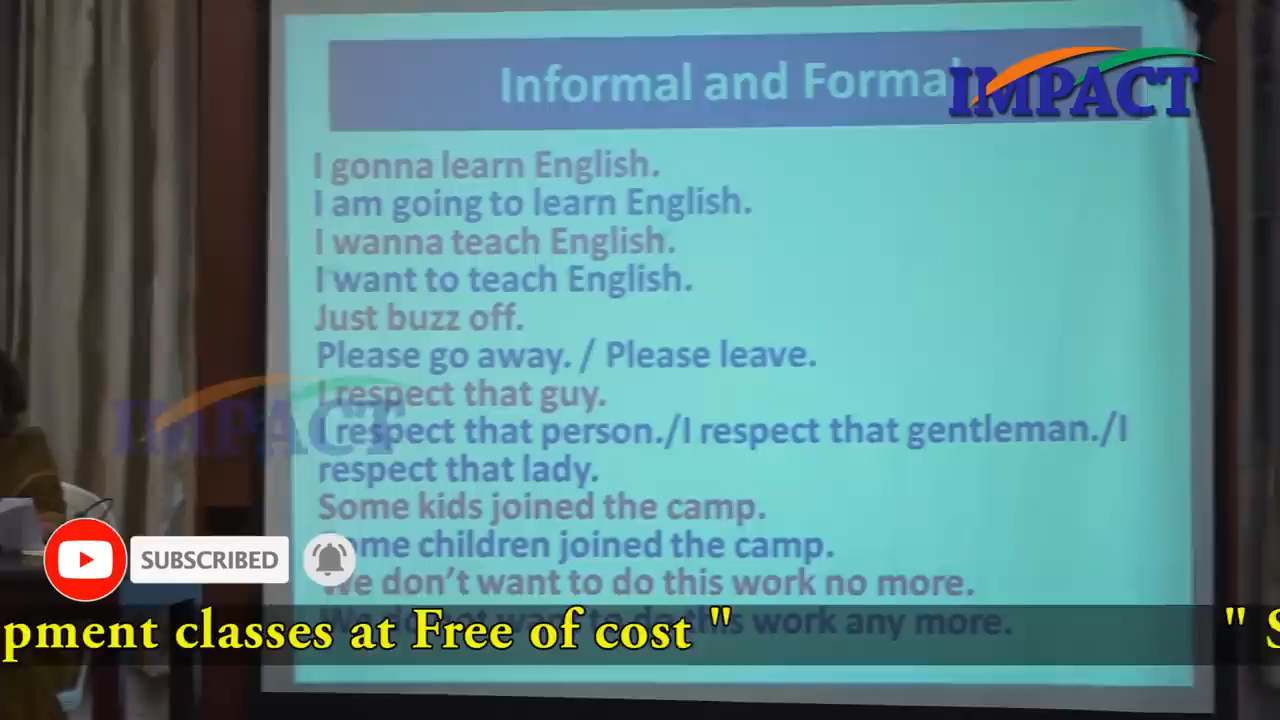 Informal and Formal
IMPACT
I gonna learn English.
I am going to learn English.
I wanna teach English.
I want to teach English.
Just buzz off.
Please go away. / Please leave.
I respect that guy.
I respect that person./I respect that gentleman./I
respect that lady.
IMPACT
Some kids joined the camp.
Some children joined the camp.
SUBSCRIBED
We don't want to do this work no more.
We do not want to do this work any more.
pment classes at Free of cost " " S